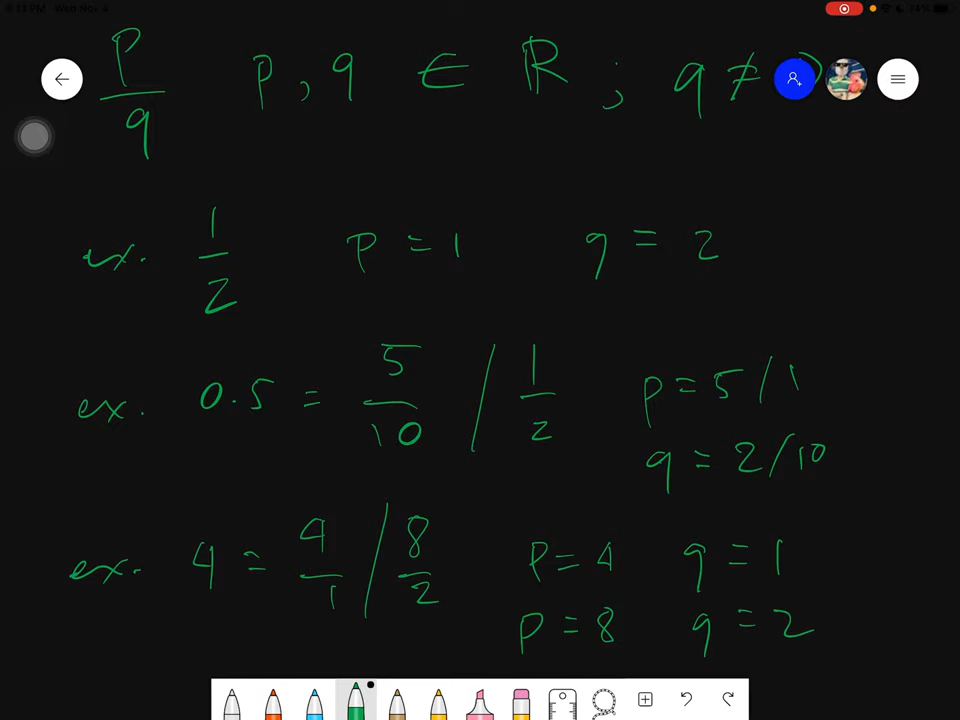 p/q p, q ∈ ℝ ; q ≠
ex. 1/2 p = 1 q = 2
ex. 0.5 = 5/10 / 1/2 p = 5/1
q = 2/10
ex. 4 = 4/1 / 8/2 p = 4 q = 1
p = 8 q = 2